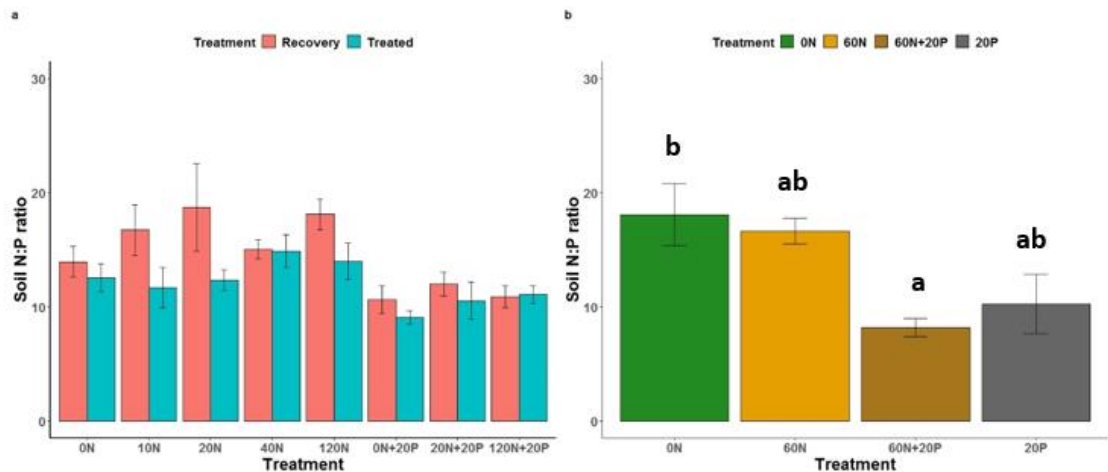 a
Treatment Recovery Treated
Soil N:P ratio
30
20
10
0
0N 10N 20N 40N 120N 0N+20P 20N+20P 120N+20P
Treatment
b
Treatment 0N 60N 60N+20P 20P
Soil N:P ratio
30
20
10
0
b
ab
a
ab
0N 60N 60N+20P 20P
Treatment